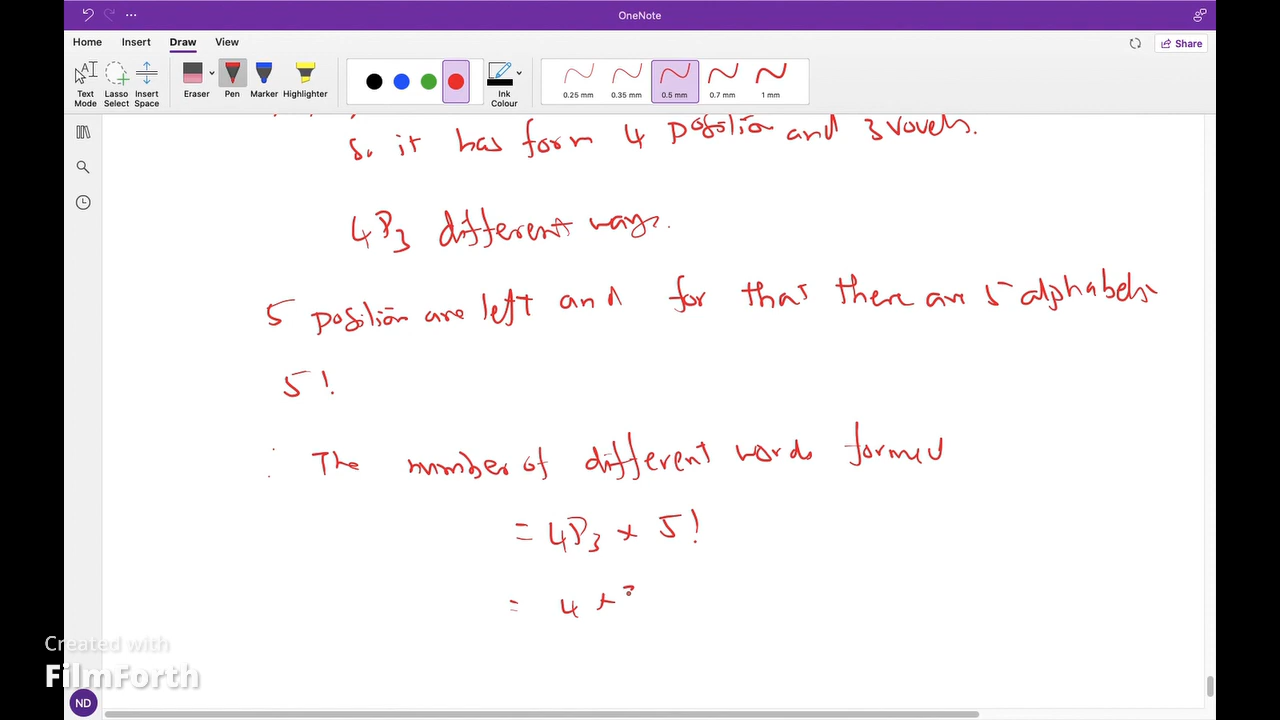 OneNote
Home Insert Draw View
Share
Text Mode Lasso Select Insert Space Eraser Pen Marker Highlighter Ink Colour 0.25 mm 0.35 mm 0.5 mm 0.7 mm 1 mm
So it has form 4 position and 3 vovels.
4P3 different ways.
5 position are left and for that there are 5 alphabets
5!
∴ The number of different words formed
= 4P3 × 5!
= 4 ×
Created with
FilmForth
ND